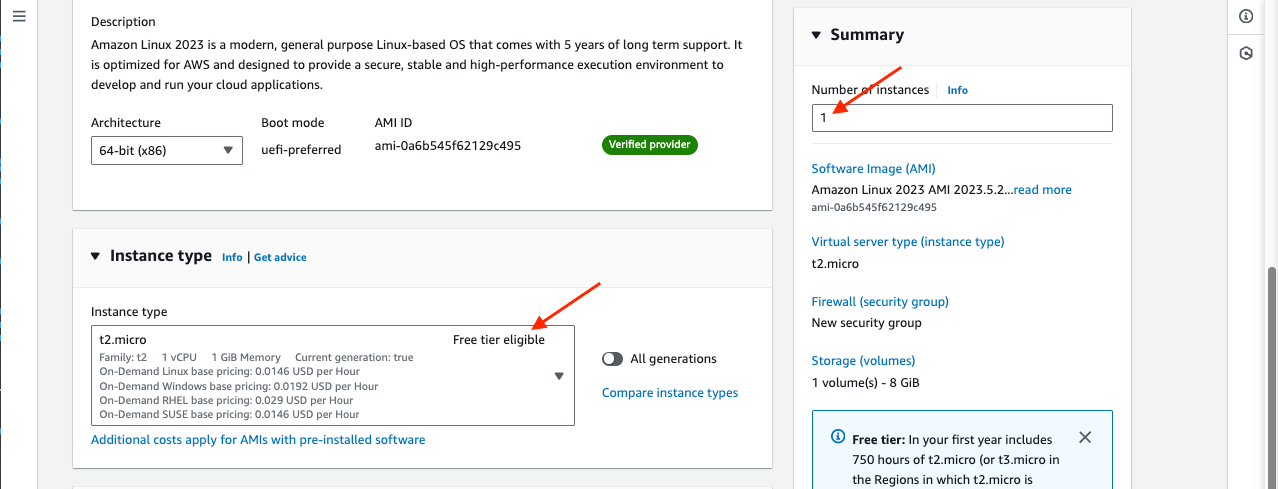 Description
Amazon Linux 2023 is a modern, general purpose Linux-based OS that comes with 5 years of long term support. It
is optimized for AWS and designed to provide a secure, stable and high-performance execution environment to
develop and run your cloud applications.
Architecture Boot mode AMI ID
64-bit (x86) uefi-preferred ami-0a6b545f62129c495 Verified provider
Instance type Info | Get advice
Instance type
t2.micro Free tier eligible
Family: t2 1 vCPU 1 GiB Memory Current generation: true
On-Demand Linux base pricing: 0.0146 USD per Hour
On-Demand Windows base pricing: 0.0192 USD per Hour
On-Demand RHEL base pricing: 0.029 USD per Hour
On-Demand SUSE base pricing: 0.0146 USD per Hour
All generations
Compare instance types
Additional costs apply for AMIs with pre-installed software
Summary
Number of instances Info
1
Software Image (AMI)
Amazon Linux 2023 AMI 2023.5.2...read more
ami-0a6b545f62129c495
Virtual server type (instance type)
t2.micro
Firewall (security group)
New security group
Storage (volumes)
1 volume(s) - 8 GiB
Free tier: In your first year includes
750 hours of t2.micro (or t3.micro in
the Regions in which t2.micro is